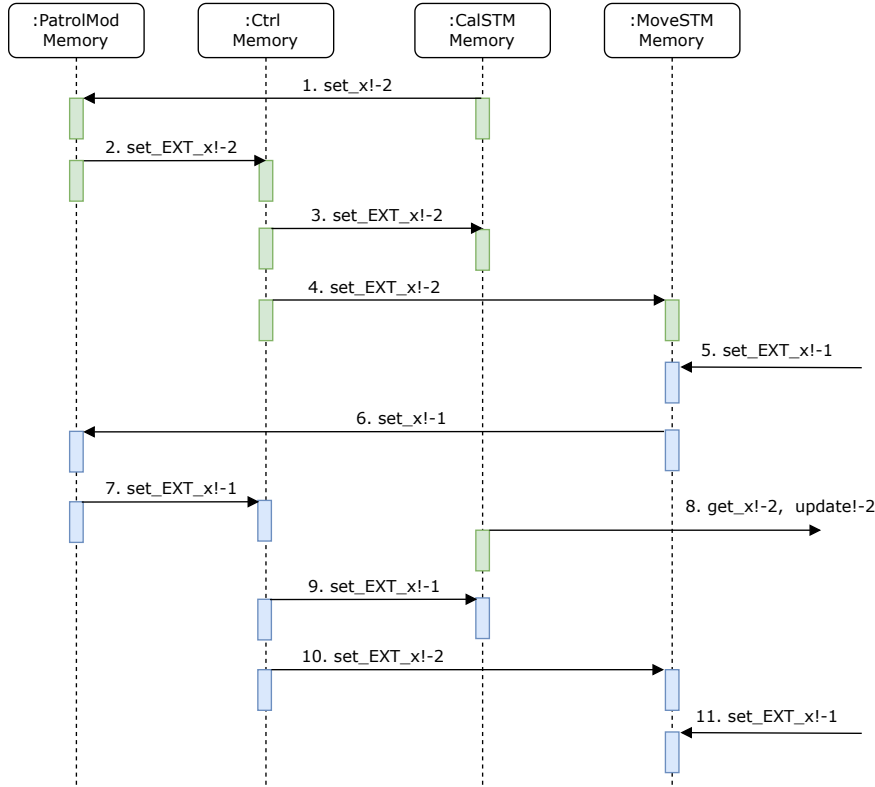 :PatrolMod
Memory
:Ctrl
Memory
:CalSTM
Memory
:MoveSTM
Memory
1. set_x!-2
2. set_EXT_x!-2
3. set_EXT_x!-2
4. set_EXT_x!-2
5. set_EXT_x!-1
6. set_x!-1
7. set_EXT_x!-1
8. get_x!-2, update!-2
9. set_EXT_x!-1
10. set_EXT_x!-2
11. set_EXT_x!-1